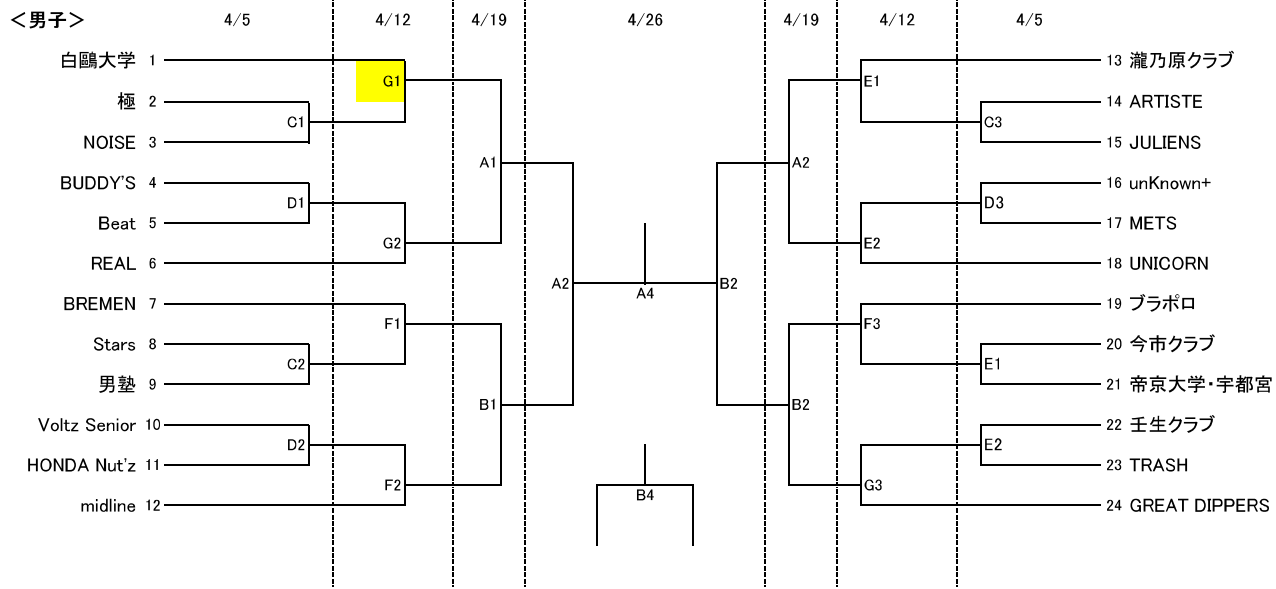 ＜男子＞ 4/5 4/12 4/19 4/26 4/19 4/12 4/5
白鷗大学 1 13 瀧乃原クラブ
G1 E1
極 2 14 ARTISTE
C1 C3
NOISE 3 15 JULIENS
A1 A2
BUDDY'S 4 16 unKnown+
D1 D3
Beat 5 17 METS
G2 E2
REAL 6 18 UNICORN
A2 A4 B2
BREMEN 7 19 ブラポロ
F1 F3
Stars 8 20 今市クラブ
C2 E1
男塾 9 21 帝京大学・宇都宮
B1 B2
Voltz Senior 10 22 壬生クラブ
D2 E2
HONDA Nut'z 11 23 TRASH
F2 B4 G3
midline 12 24 GREAT DIPPERS